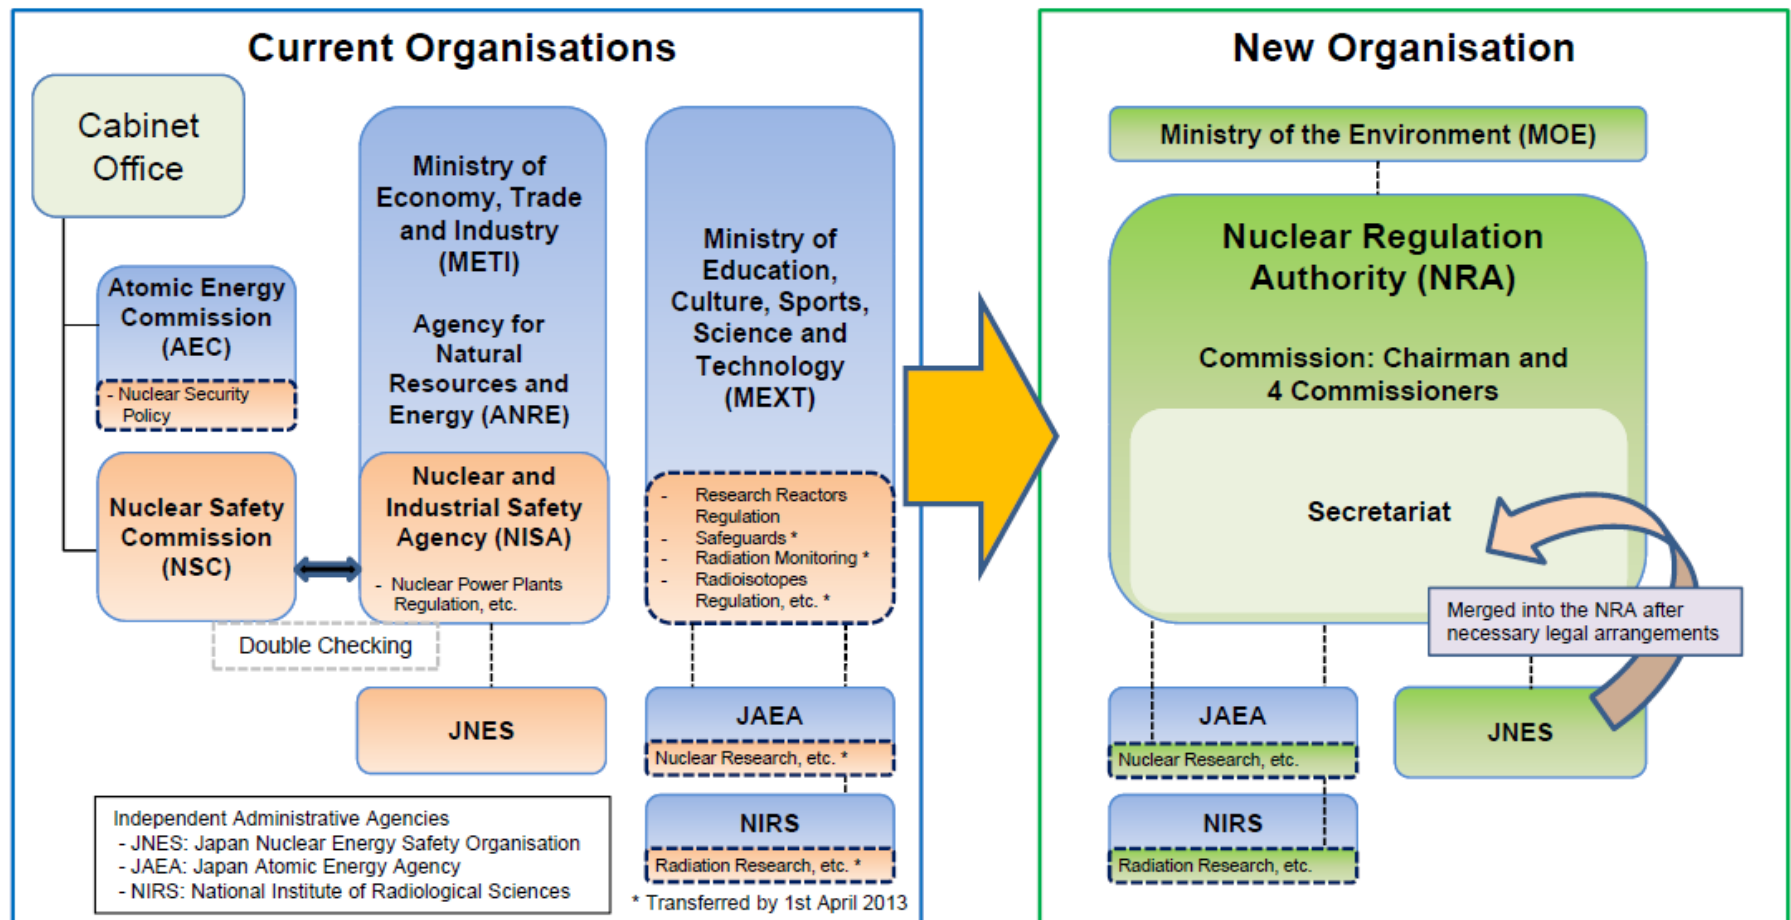 Current Organisations
Cabinet
Office
Atomic Energy
Commission
(AEC)
- Nuclear Security
Policy
Nuclear Safety
Commission
(NSC)
Ministry of
Economy, Trade
and Industry
(METI)
Agency for
Natural
Resources and
Energy (ANRE)
Nuclear and
Industrial Safety
Agency (NISA)
- Nuclear Power Plants
Regulation, etc.
Double Checking
JNES
Ministry of
Education,
Culture, Sports,
Science and
Technology
(MEXT)
- Research Reactors
Regulation
- Safeguards *
- Radiation Monitoring *
- Radioisotopes
Regulation, etc. *
JAEA
Nuclear Research, etc. *
NIRS
Radiation Research, etc. *
Independent Administrative Agencies
- JNES: Japan Nuclear Energy Safety Organisation
- JAEA: Japan Atomic Energy Agency
- NIRS: National Institute of Radiological Sciences
* Transferred by 1st April 2013
New Organisation
Ministry of the Environment (MOE)
Nuclear Regulation
Authority (NRA)
Commission: Chairman and
4 Commissioners
Secretariat
Merged into the NRA after
necessary legal arrangements
JAEA
Nuclear Research, etc.
NIRS
Radiation Research, etc.
JNES